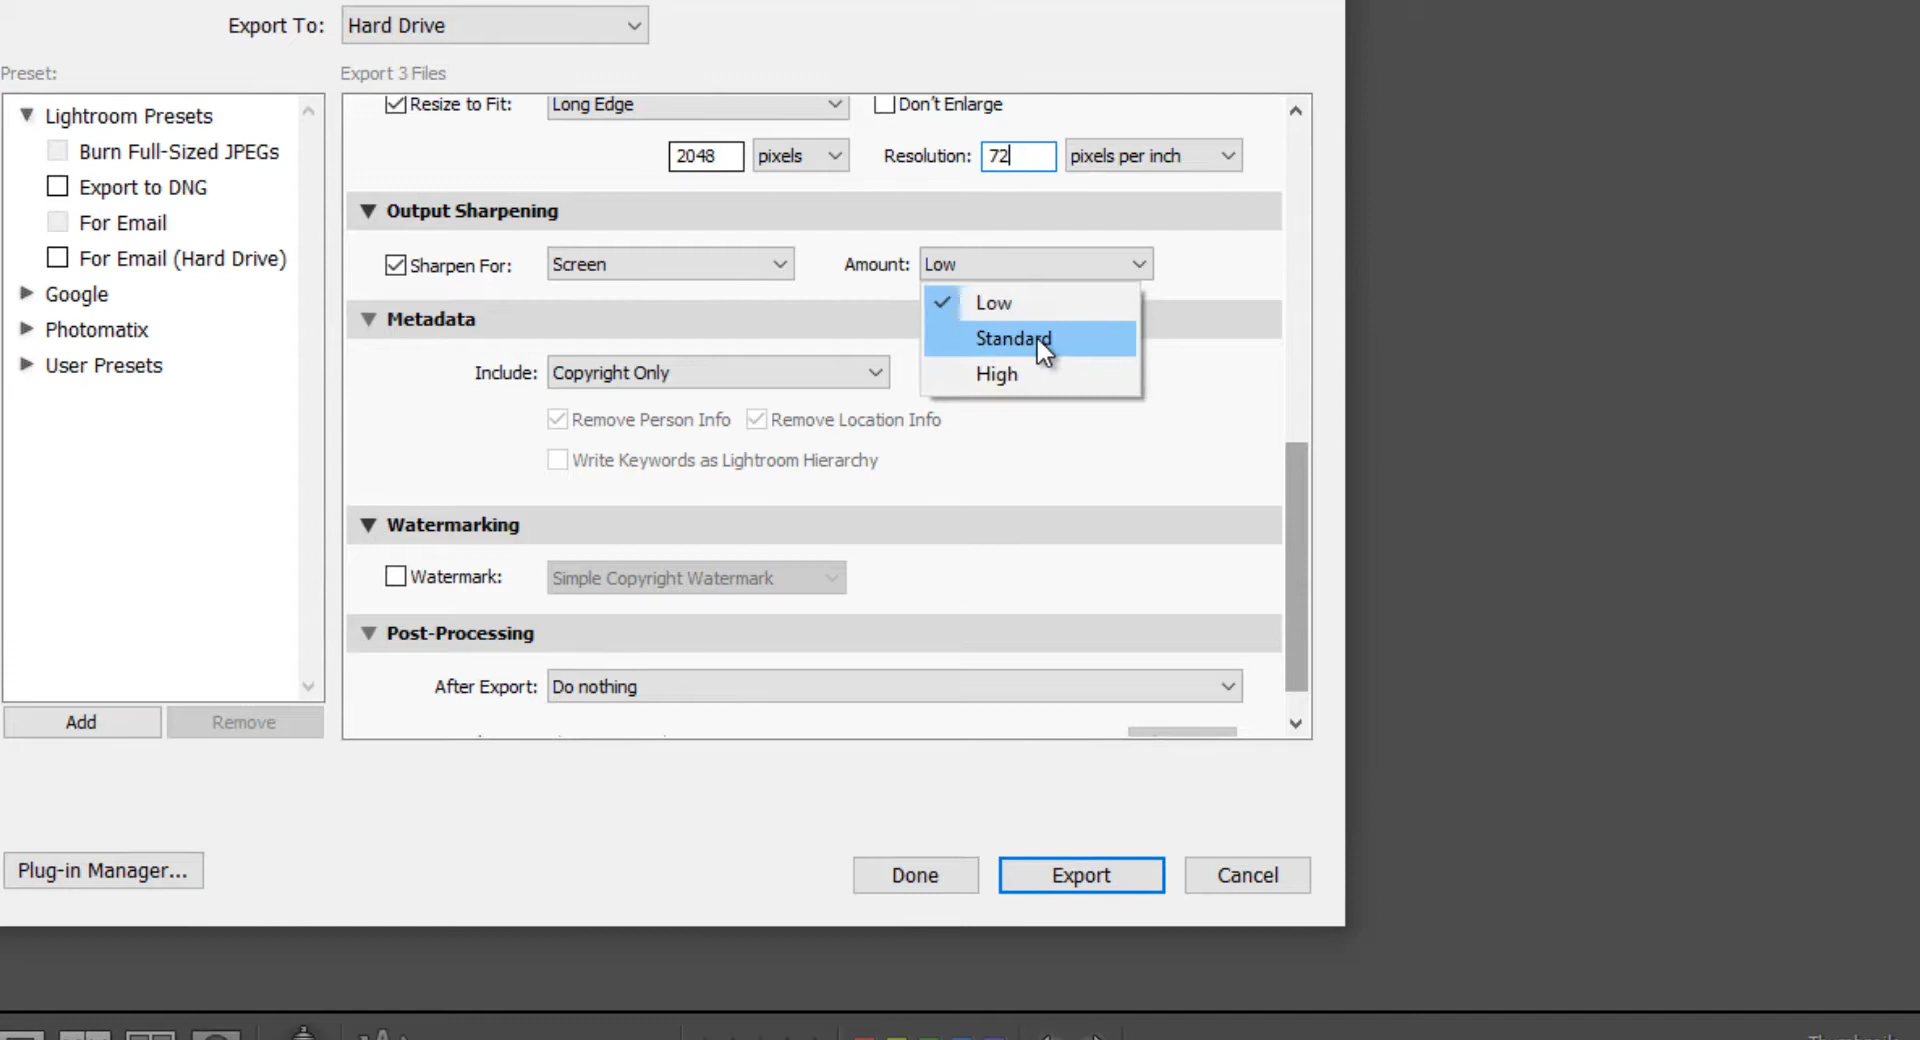 Export To: Hard Drive
Preset:
Export 3 Files
Lightroom Presets
Burn Full-Sized JPEGs
Export to DNG
For Email
For Email (Hard Drive)
Google
Photomatix
User Presets
Add Remove
Resize to Fit: Long Edge Don't Enlarge
2048 pixels Resolution: 72 pixels per inch
Output Sharpening
Sharpen For: Screen Amount: Low
Low
Standard
High
Metadata
Include: Copyright Only
Remove Person Info Remove Location Info
Write Keywords as Lightroom Hierarchy
Watermarking
Watermark: Simple Copyright Watermark
Post-Processing
After Export: Do nothing
Plug-in Manager...
Done Export Cancel